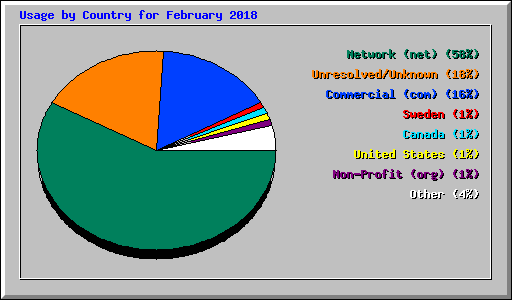 Usage by Country for February 2018
Network (net) (58%)
Unresolved/Unknown (18%)
Commercial (com) (16%)
Sweden (1%)
Canada (1%)
United States (1%)
Non-Profit (org) (1%)
Other (4%)